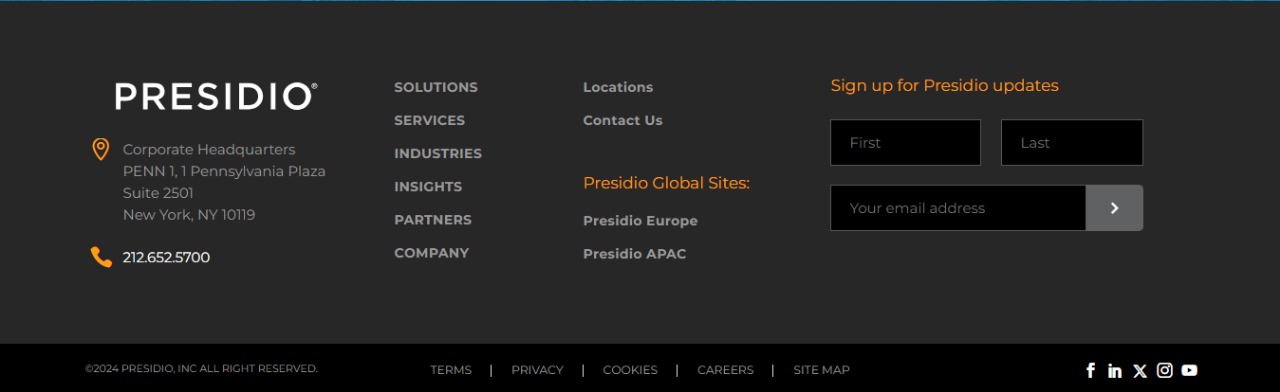 PRESIDIO®
Corporate Headquarters
PENN 1, 1 Pennsylvania Plaza
Suite 2501
New York, NY 10119
212.652.5700
SOLUTIONS
SERVICES
INDUSTRIES
INSIGHTS
PARTNERS
COMPANY
Locations
Contact Us
Presidio Global Sites:
Presidio Europe
Presidio APAC
Sign up for Presidio updates
First Last
Your email address
©2024 PRESIDIO, INC ALL RIGHT RESERVED.
TERMS | PRIVACY | COOKIES | CAREERS | SITE MAP